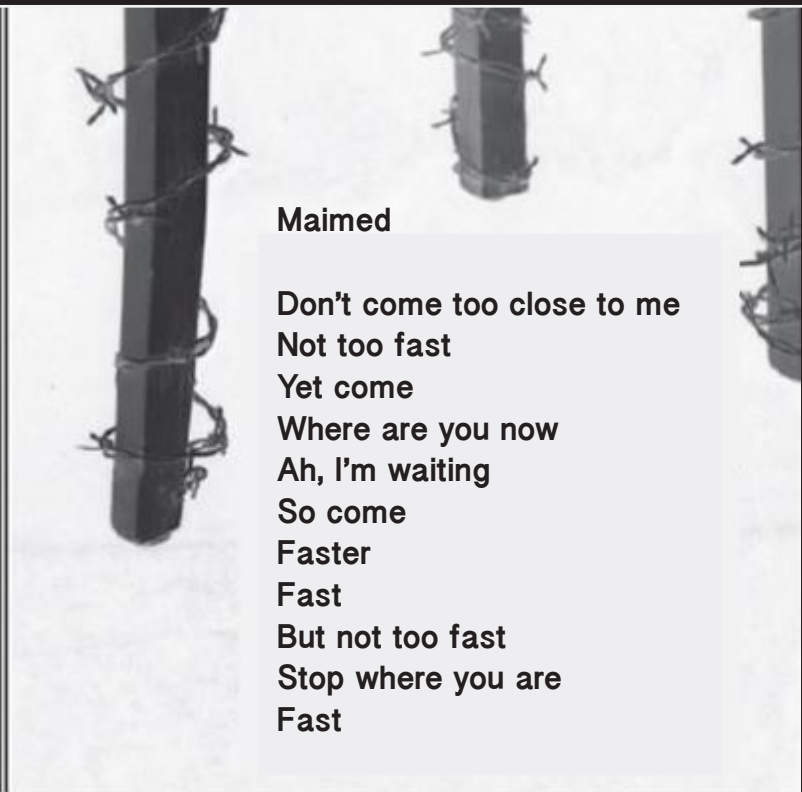 Maimed
Don't come too close to me
Not too fast
Yet come
Where are you now
Ah, I'm waiting
So come
Faster
Fast
But not too fast
Stop where you are
Fast